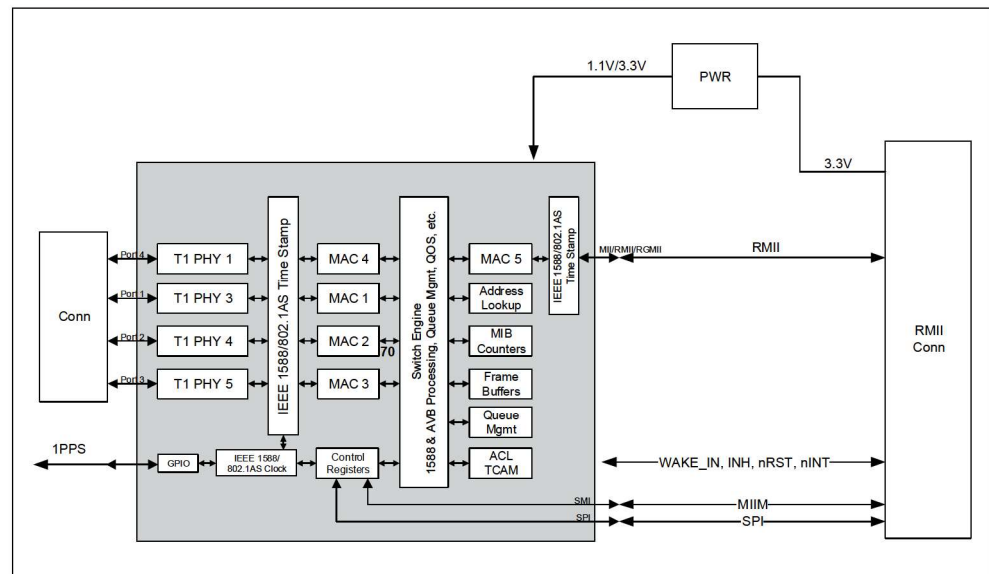 1.1V/3.3V
PWR
3.3V
Conn
Port 4
Port 1
Port 2
Port 3
T1 PHY 1
T1 PHY 3
T1 PHY 4
T1 PHY 5
IEEE 1588/802.1AS Time Stamp
MAC 4
MAC 1
MAC 2
70
MAC 3
Switch Engine
1588 & AVB Processing, Queue Mgmt, QOS, etc.
MAC 5
Address
Lookup
MIB
Counters
Frame
Buffers
Queue
Mgmt
ACL
TCAM
IEEE 1588/802.1AS
Time Stamp
MII/RMII/RGMII
RMII
RMII
Conn
1PPS
GPIO
IEEE 1588/
802.1AS Clock
Control
Registers
WAKE_IN, INH, nRST, nINT
SMI
MIIM
SPI
SPI